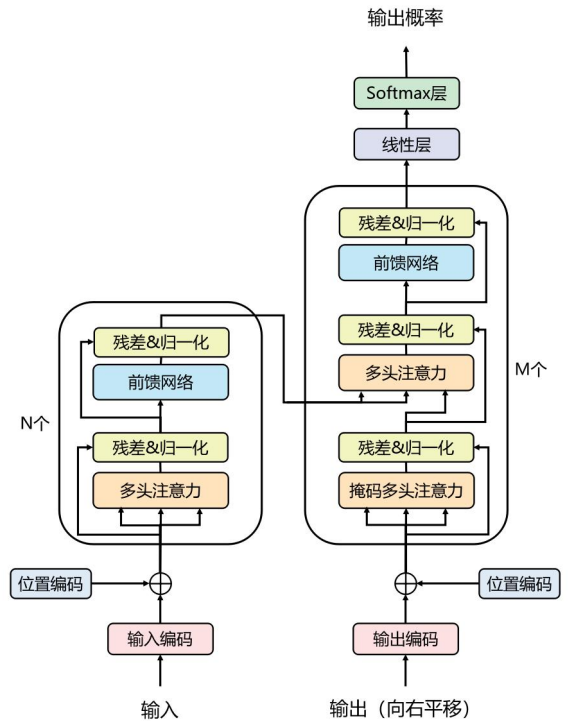 输出概率
Softmax层
线性层
残差&归一化
前馈网络
残差&归一化
多头注意力
残差&归一化
掩码多头注意力
M个
残差&归一化
前馈网络
残差&归一化
多头注意力
N个
位置编码
位置编码
输入编码
输出编码
输入
输出（向右平移）